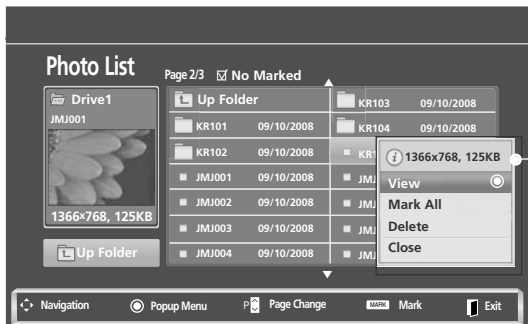 Photo List
Page 2/3 No Marked
Drive1
JMJ001
1366×768, 125KB
Up Folder
Up Folder
KR101 09/10/2008
KR102 09/10/2008
JMJ001 09/10/2008
JMJ002 09/10/2008
JMJ003 09/10/2008
JMJ004 09/10/2008
KR103 09/10/2008
KR104 09/10/2008
1366x768, 125KB
View
Mark All
Delete
Close
Navigation Popup Menu P Page Change MARK Mark Exit